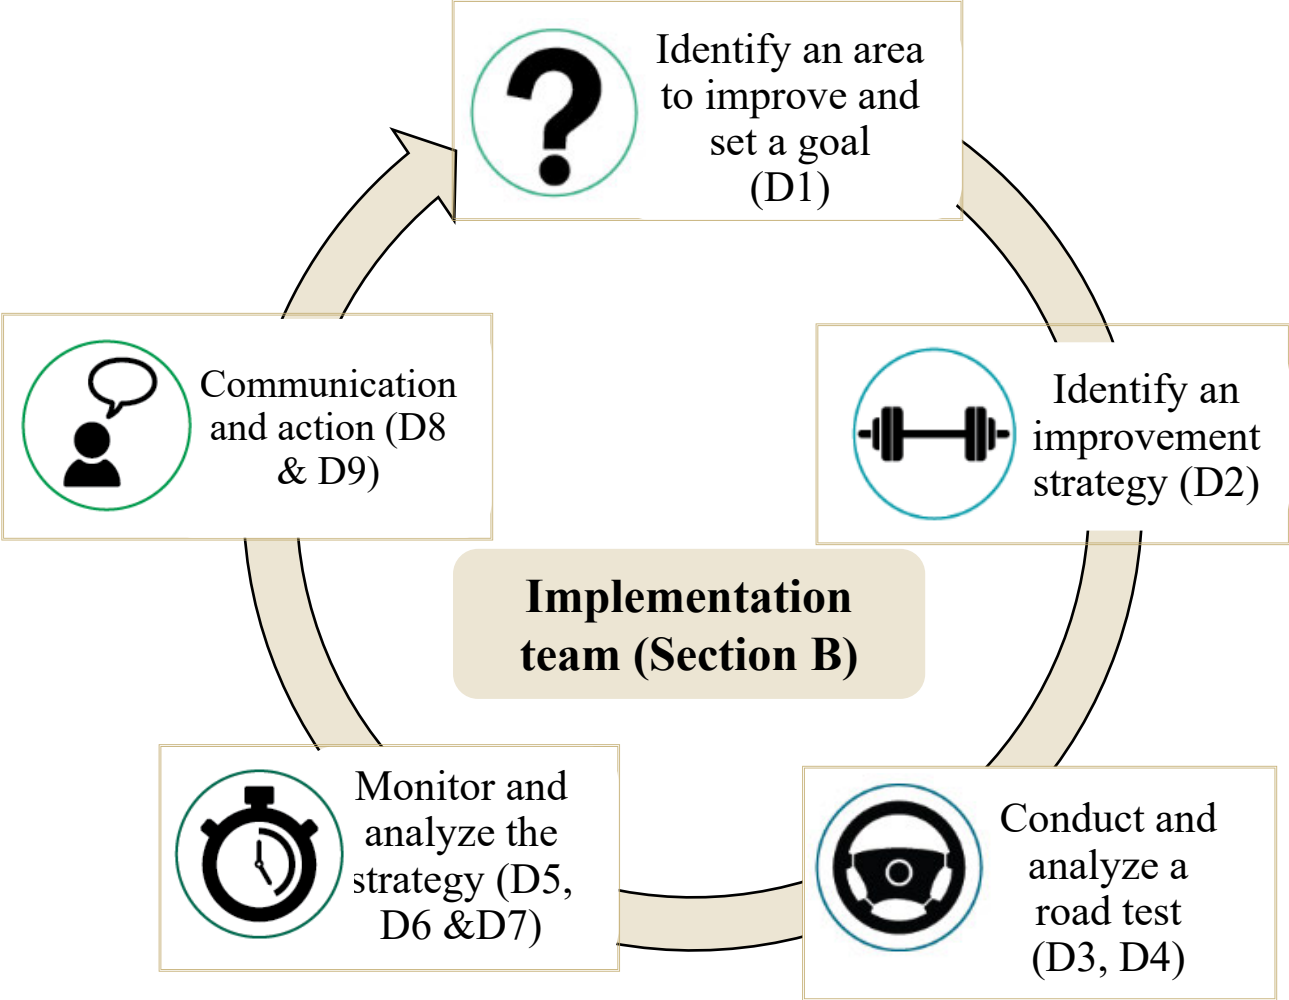 Identify an area
to improve and
set a goal
(D1)
Identify an
improvement
strategy (D2)
Conduct and
analyze a
road test
(D3, D4)
Monitor and
analyze the
strategy (D5,
D6 &D7)
Communication
and action (D8
& D9)
Implementation
team (Section B)